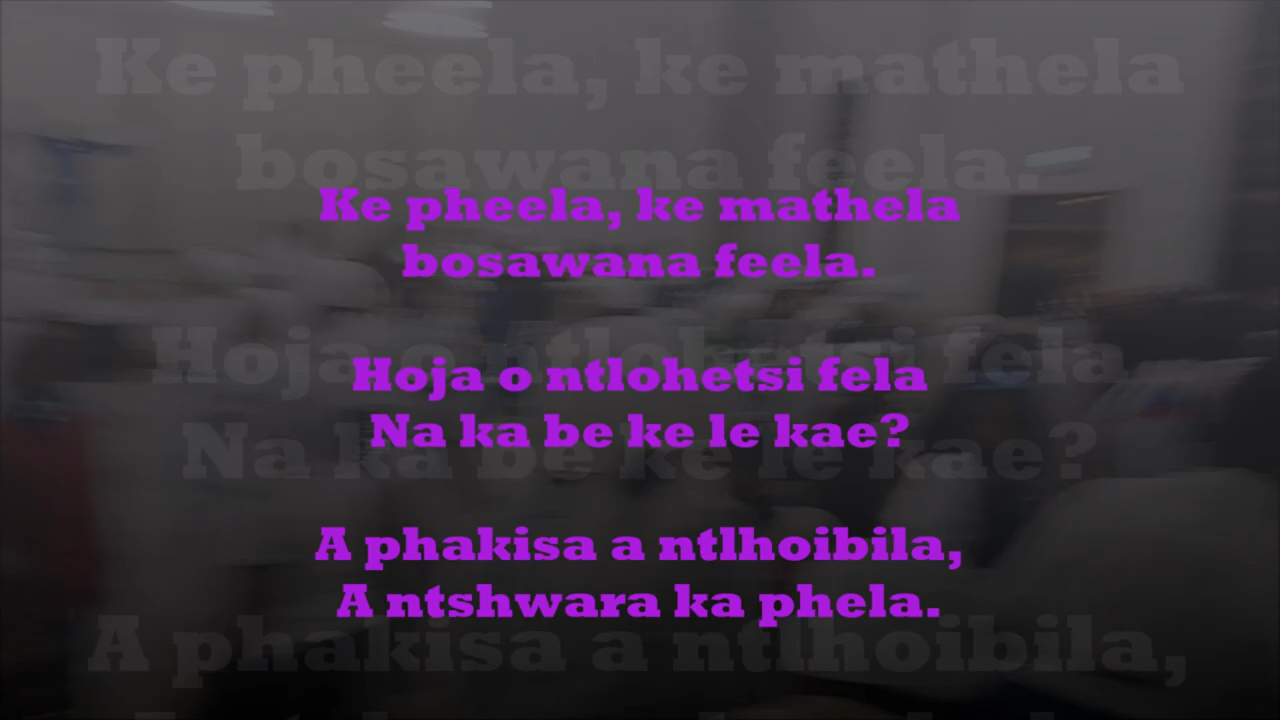 Ke pheela, ke mathela
bosawana feela.
Hoja o ntlohetsi fela
Na ka be ke le kae?
A phakisa a ntlhoibila,
A ntshwara ka phela.